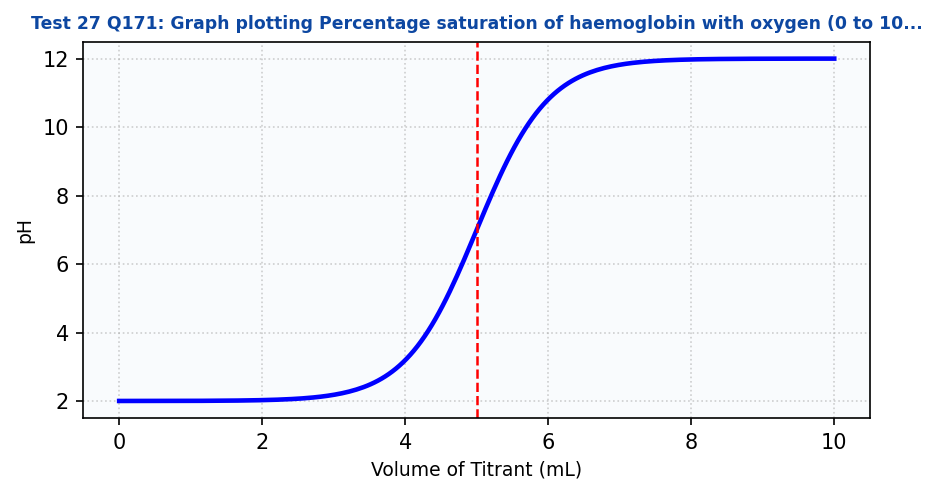 Test 27 Q171: Graph plotting Percentage saturation of haemoglobin with oxygen (0 to 10...
12
10
8
6
4
2
pH
0 2 4 6 8 10
Volume of Titrant (mL)